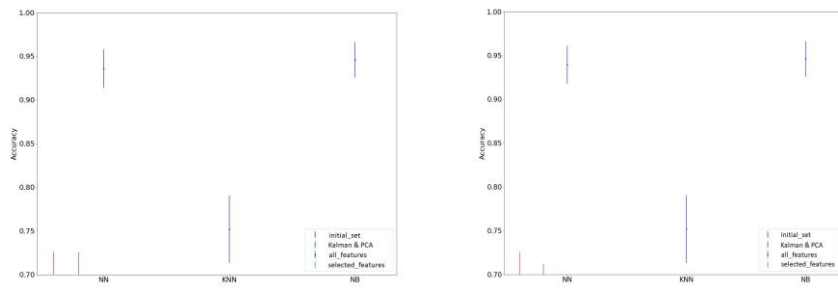 1.00
0.95
0.90
0.85
0.80
0.75
0.70
Accuracy
NN
KNN
NB
initial_set
Kalman & PCA
all_features
selected_features
1.00
0.95
0.90
0.85
0.80
0.75
0.70
Accuracy
NN
KNN
NB
initial_set
Kalman & PCA
all_features
selected_features